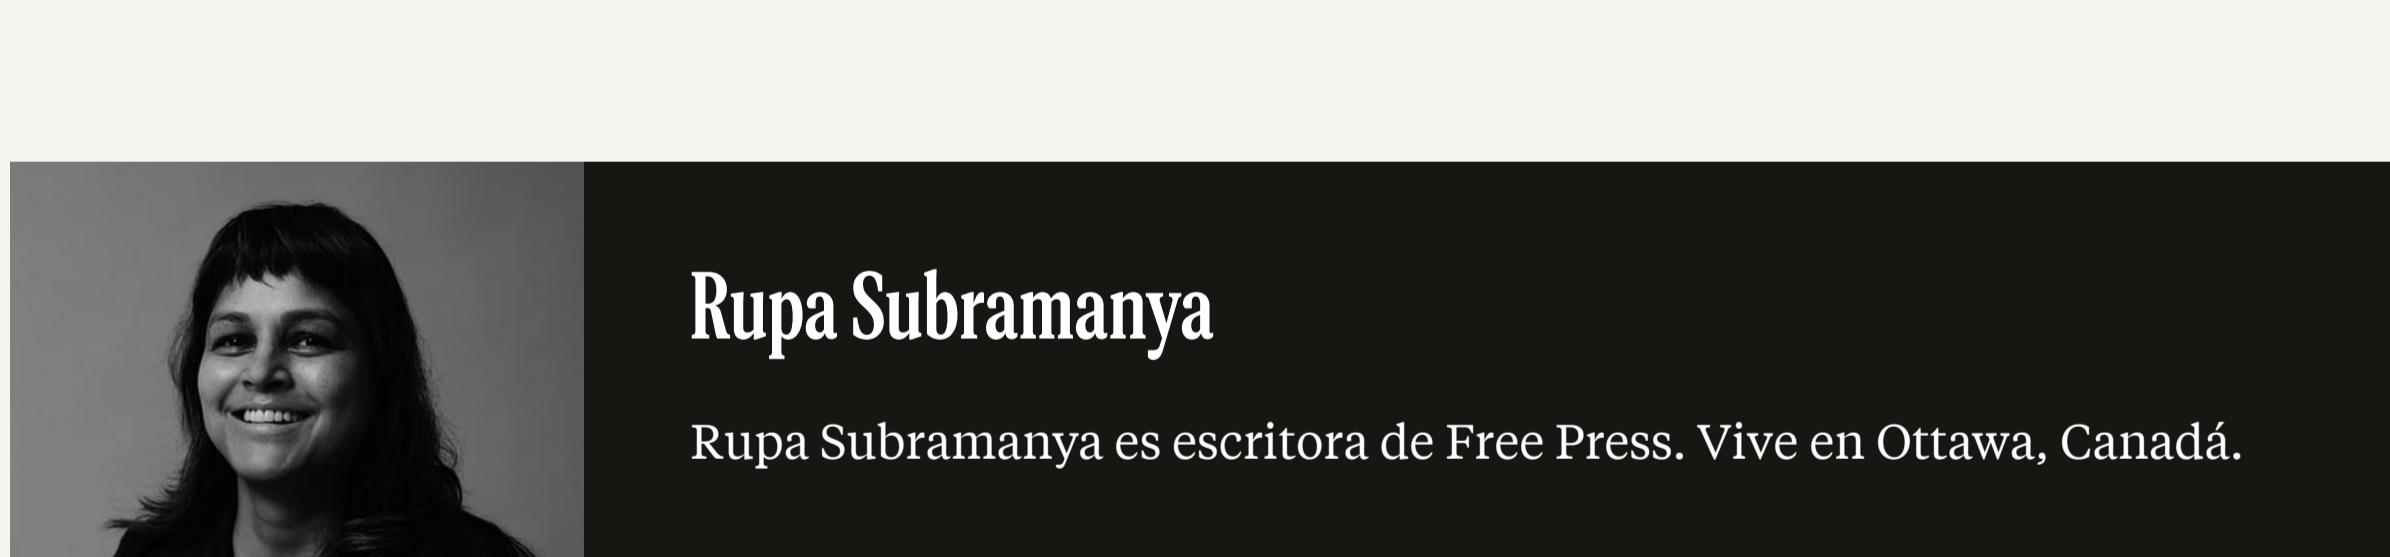 Rupa Subramanya
Rupa Subramanya es escritora de Free Press. Vive en Ottawa, Canadá.